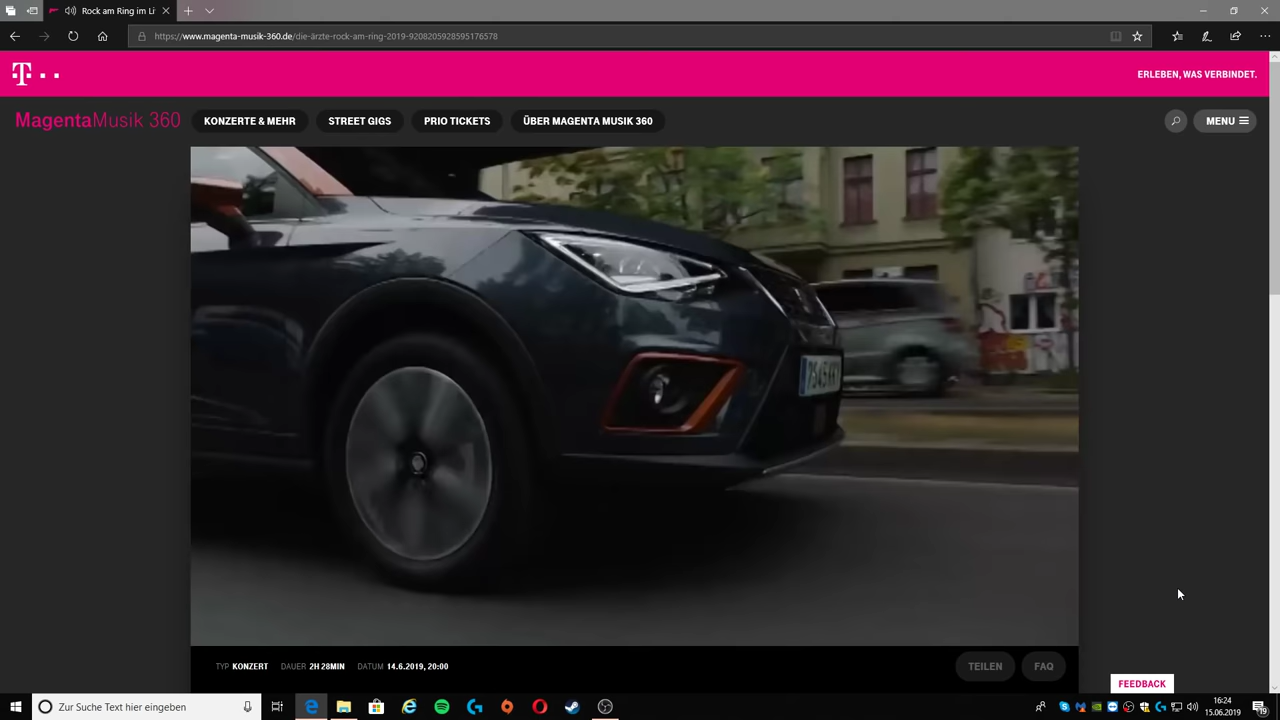 Rock am Ring im Li
https://www.magenta-musik-360.de/die-ärzte-rock-am-ring-2019-9208205928595176578
T
ERLEBEN, WAS VERBINDET.
MagentaMusik 360
KONZERTE & MEHR
STREET GIGS
PRIO TICKETS
ÜBER MAGENTA MUSIK 360
MENU
TYP KONZERT DAUER 2H 28MIN DATUM 14.6.2019, 20:00
TEILEN
FAQ
FEEDBACK
Zur Suche Text hier eingeben
16:24
15.06.2019